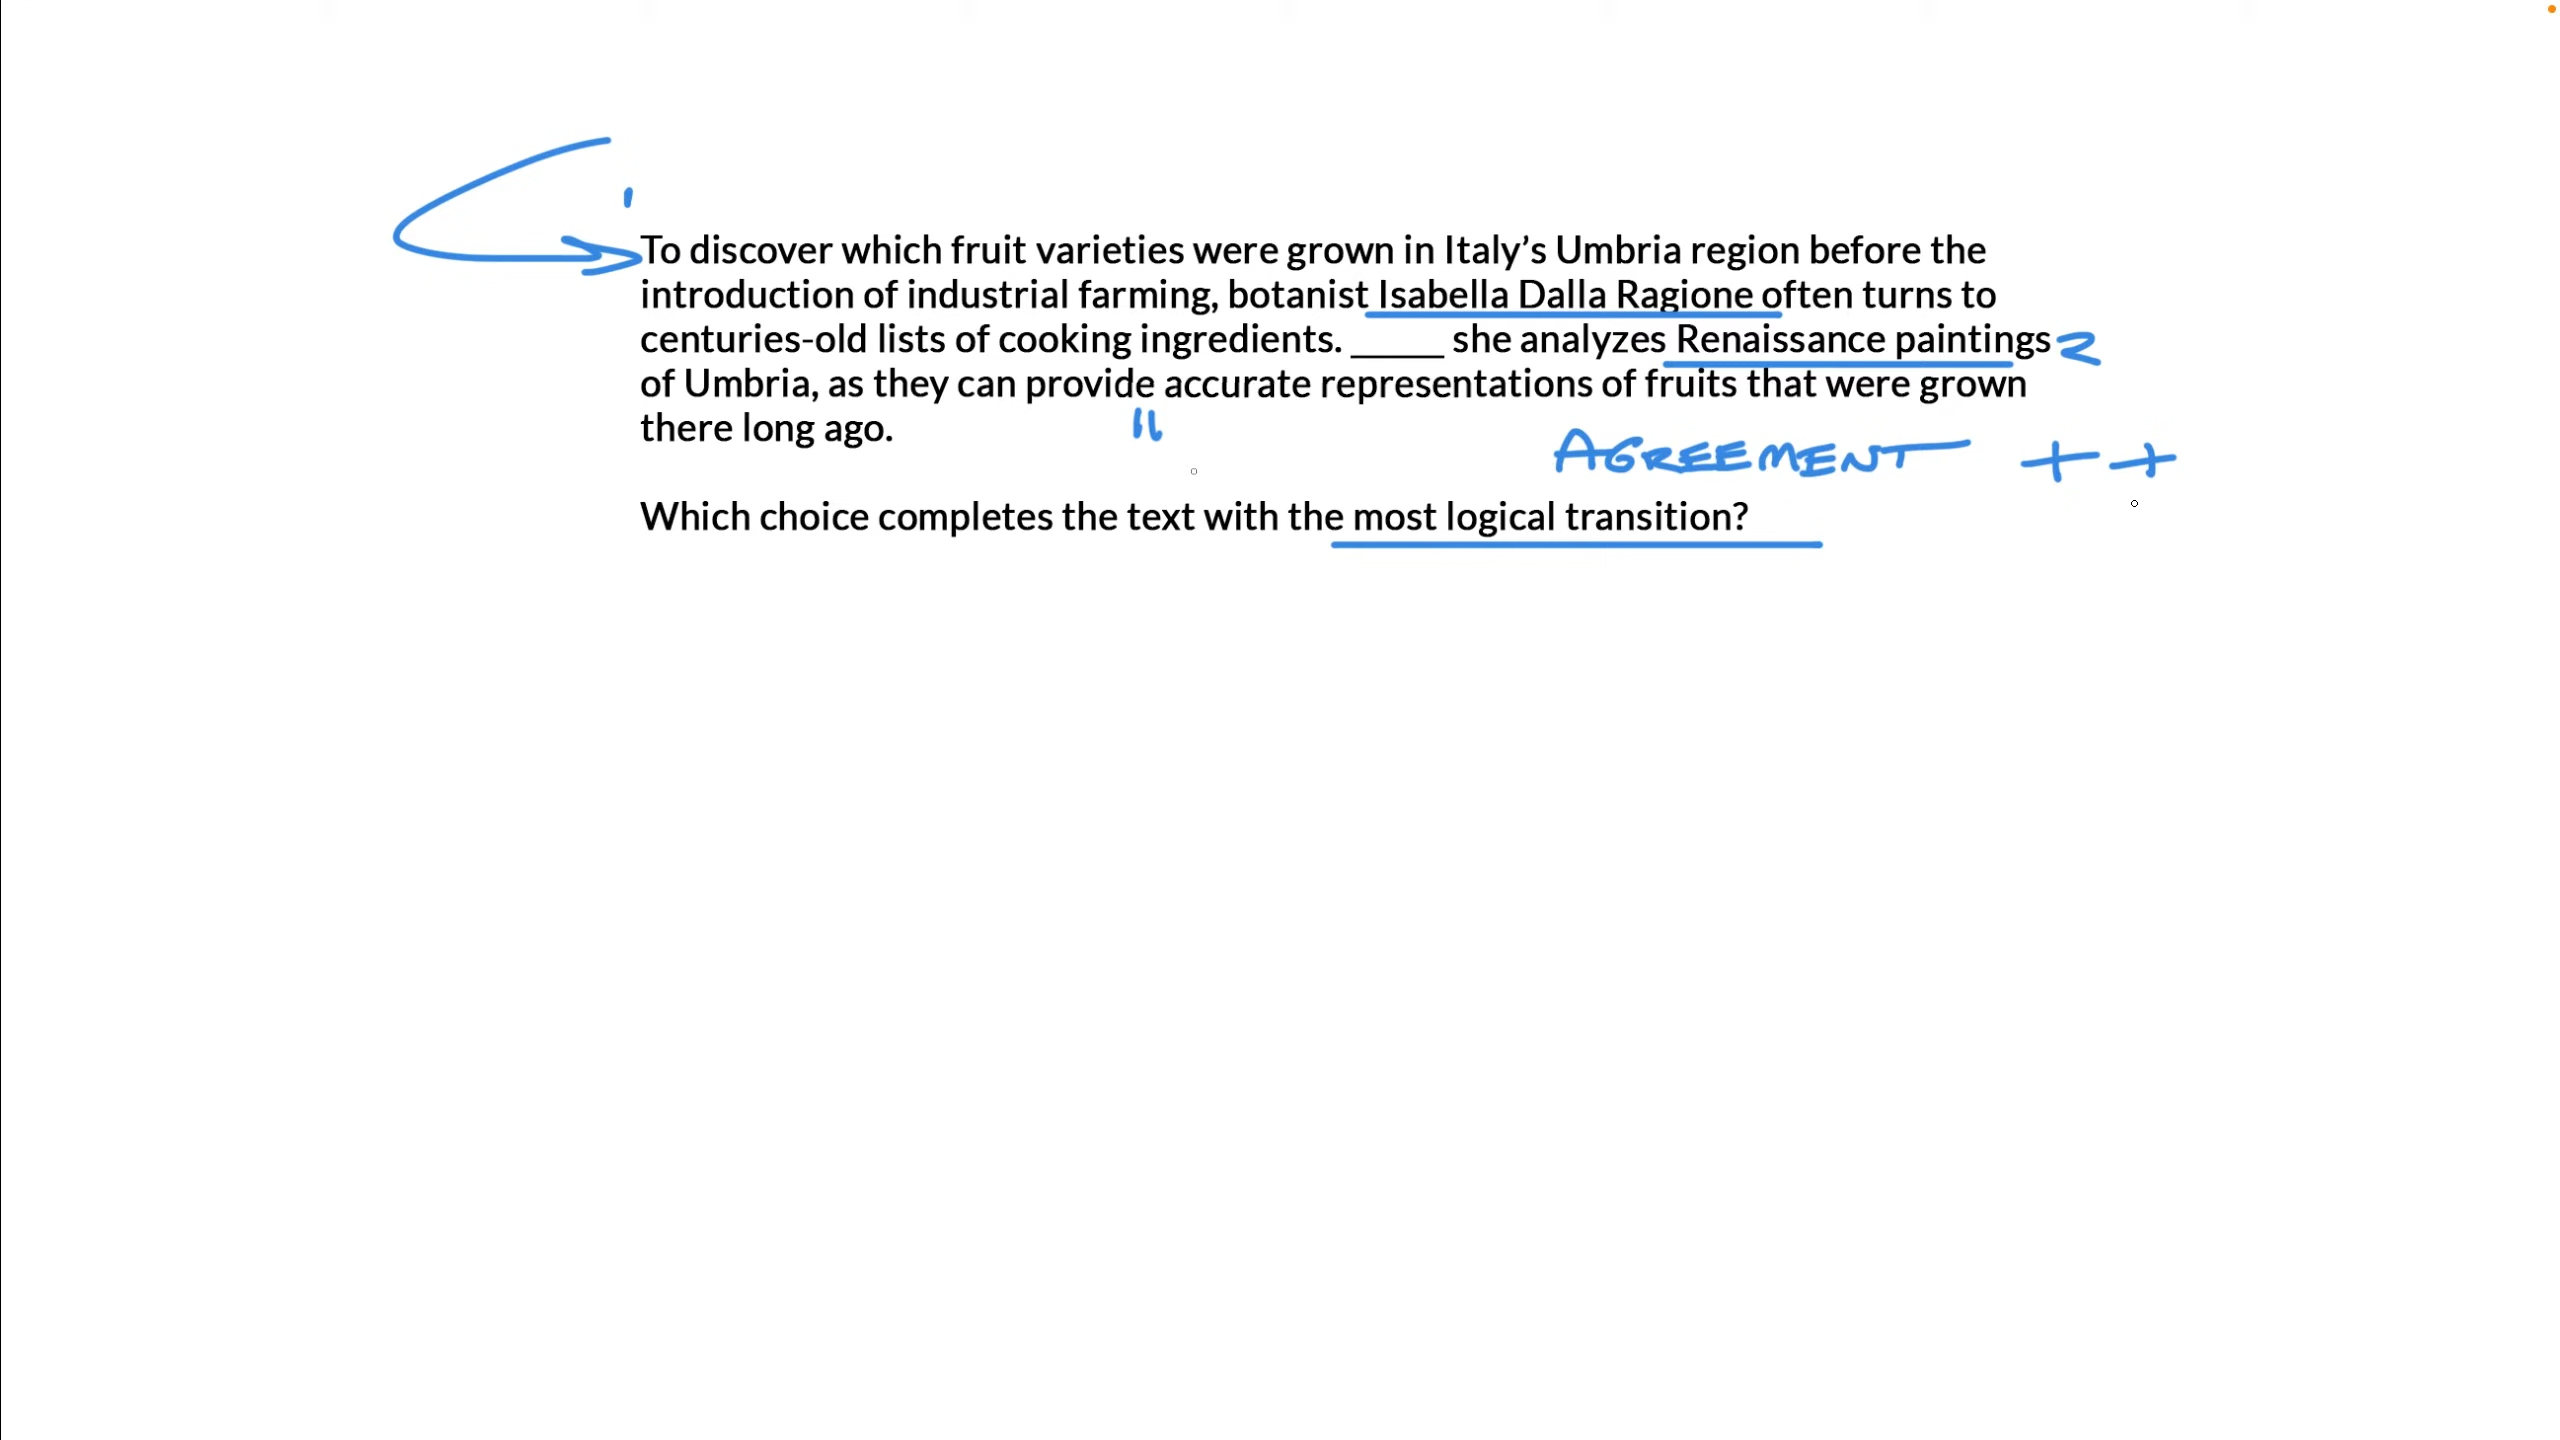 To discover which fruit varieties were grown in Italy’s Umbria region before the
introduction of industrial farming, botanist Isabella Dalla Ragione often turns to
centuries-old lists of cooking ingredients. _____ she analyzes Renaissance paintings 2
of Umbria, as they can provide accurate representations of fruits that were grown
there long ago.
AGREEMENT ++
Which choice completes the text with the most logical transition?